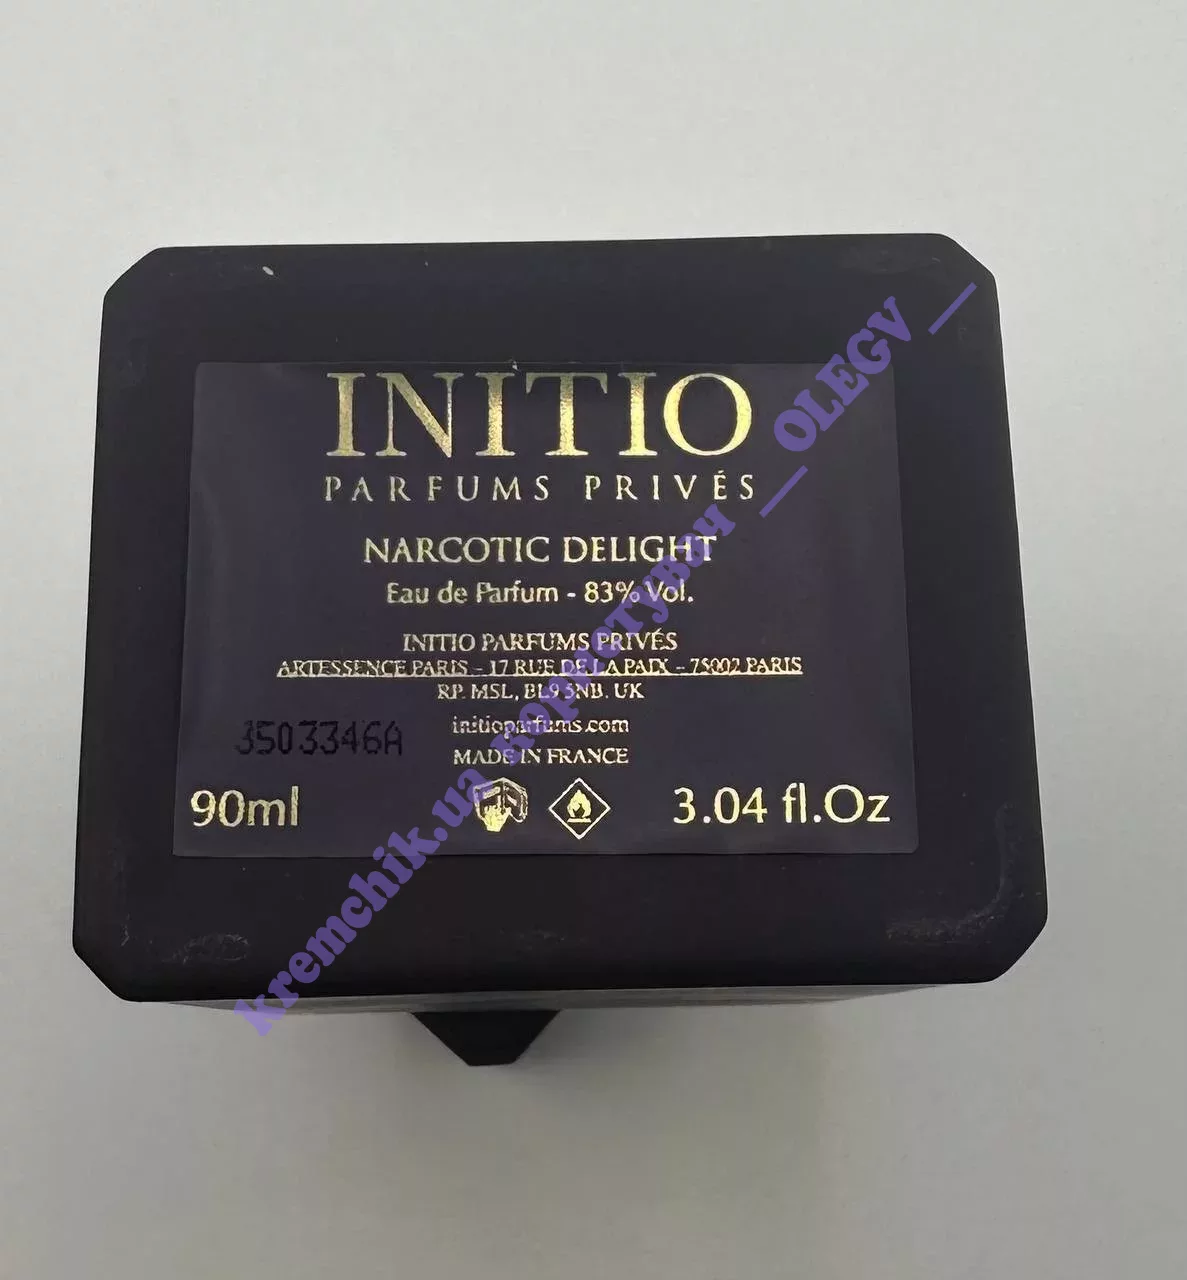 INITIO
PARFUMS PRIVÉS
NARCOTIC DELIGHT
Eau de Parfum - 83% Vol.
INITIO PARFUMS PRIVÉS
ARTESSENCE PARIS - 17 RUE DE LA PAIX - 75002 PARIS
RP. MSL, BL9 5NB. UK
initioparfums.com
MADE IN FRANCE
3503346A
90ml
3.04 fl.Oz
kremchik.ua користувач __OLEGV__